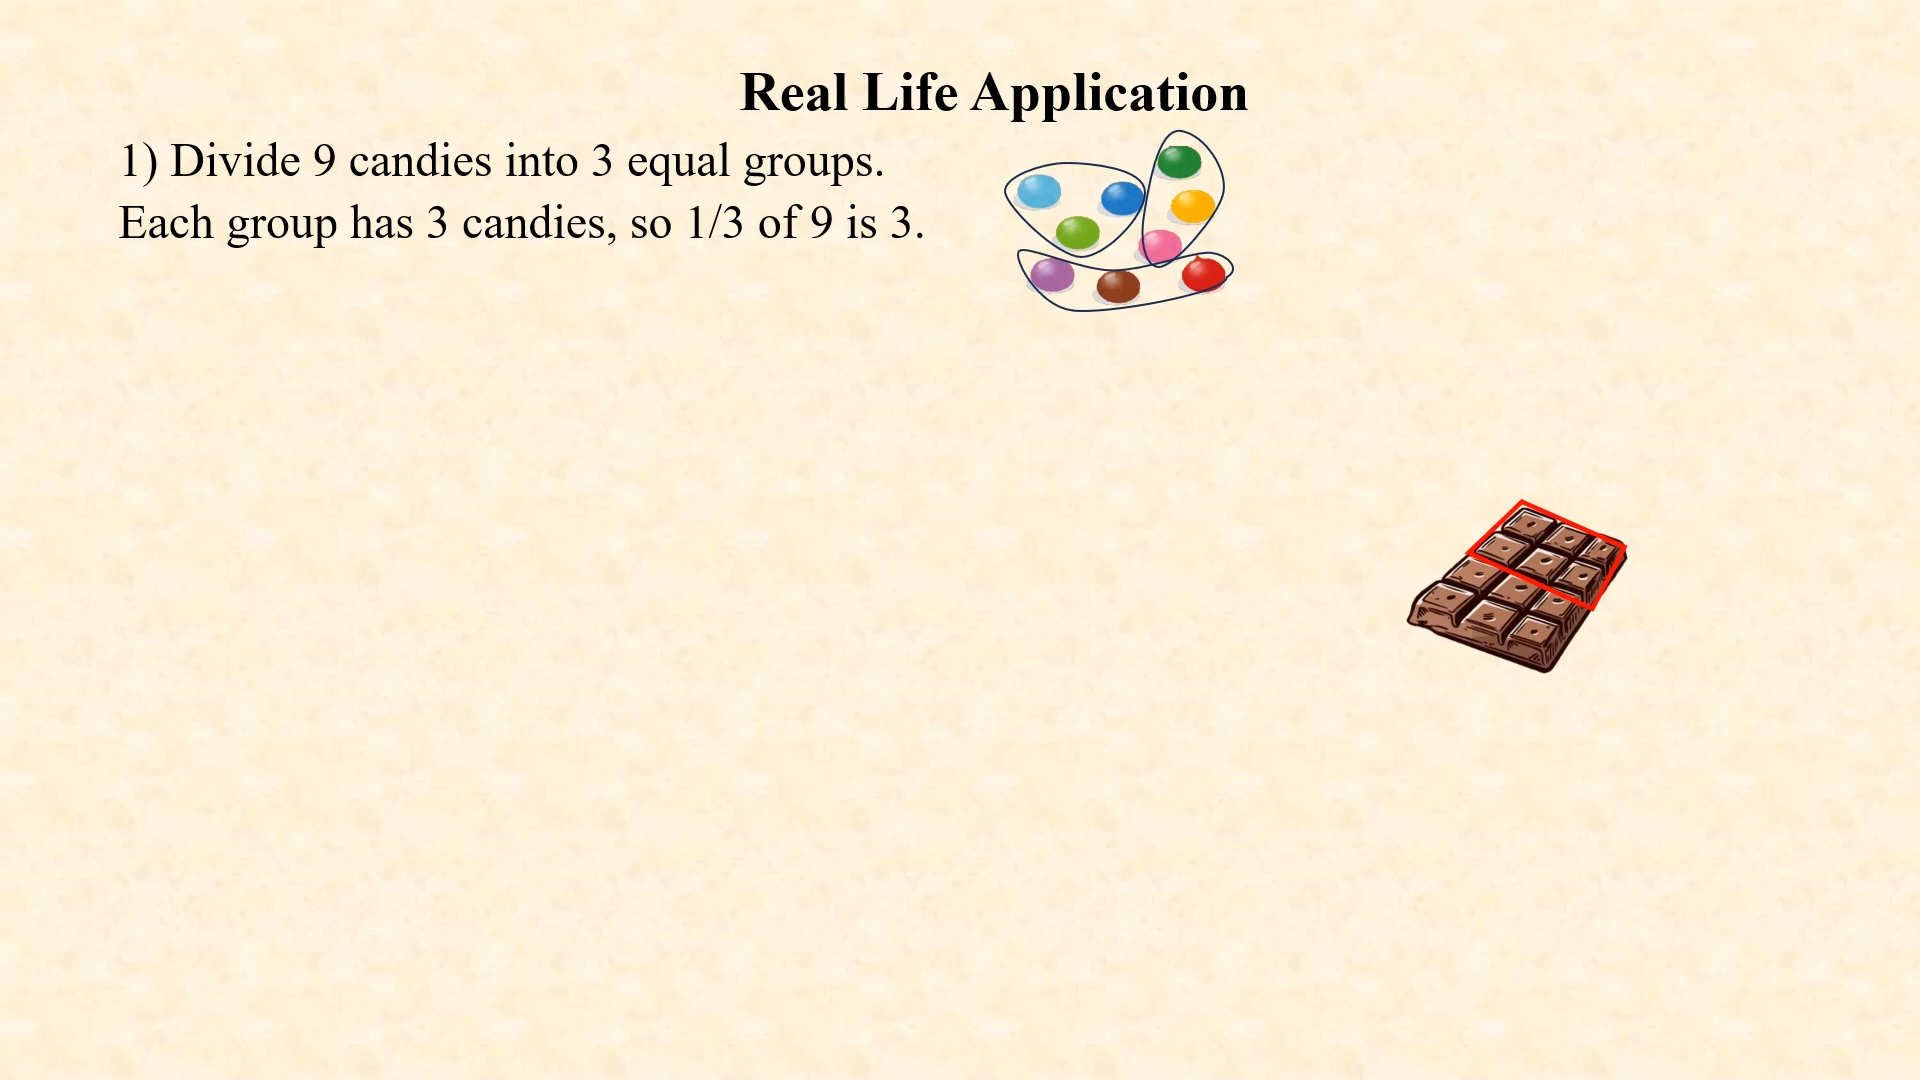 Real Life Application
1) Divide 9 candies into 3 equal groups.
Each group has 3 candies, so 1/3 of 9 is 3.